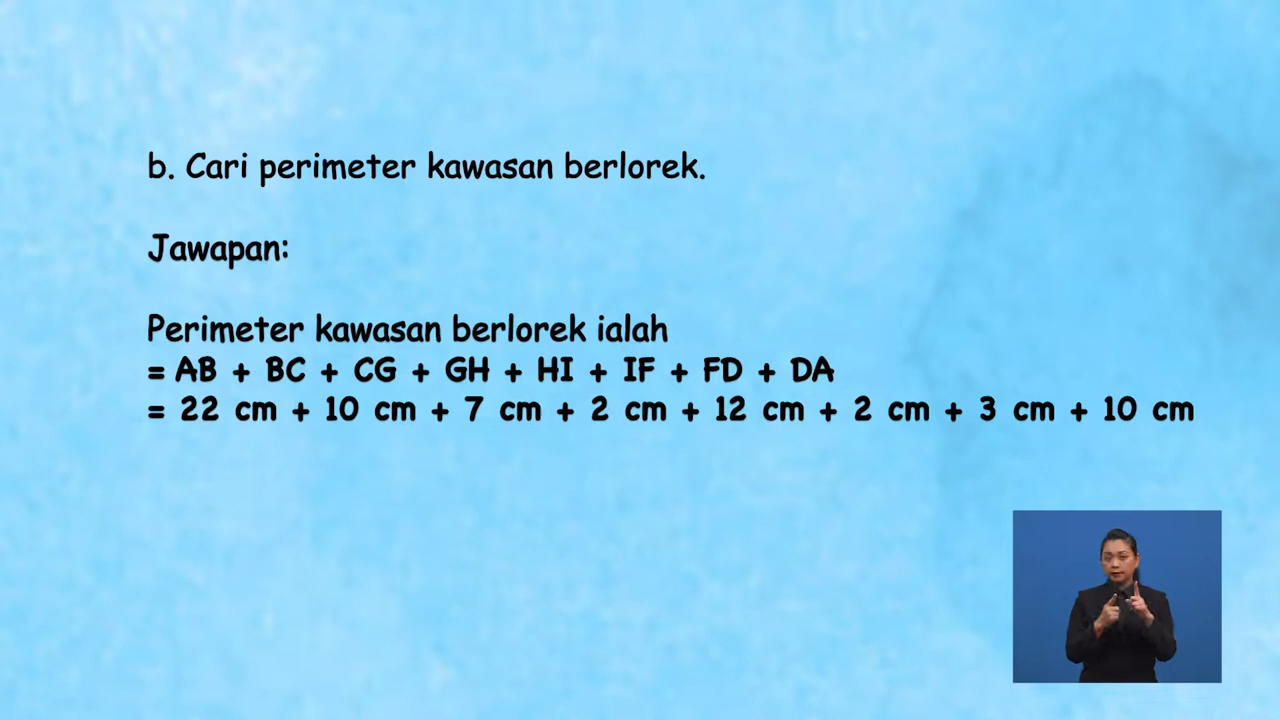 b. Cari perimeter kawasan berlorek.
Jawapan:
Perimeter kawasan berlorek ialah
= AB + BC + CG + GH + HI + IF + FD + DA
= 22 cm + 10 cm + 7 cm + 2 cm + 12 cm + 2 cm + 3 cm + 10 cm